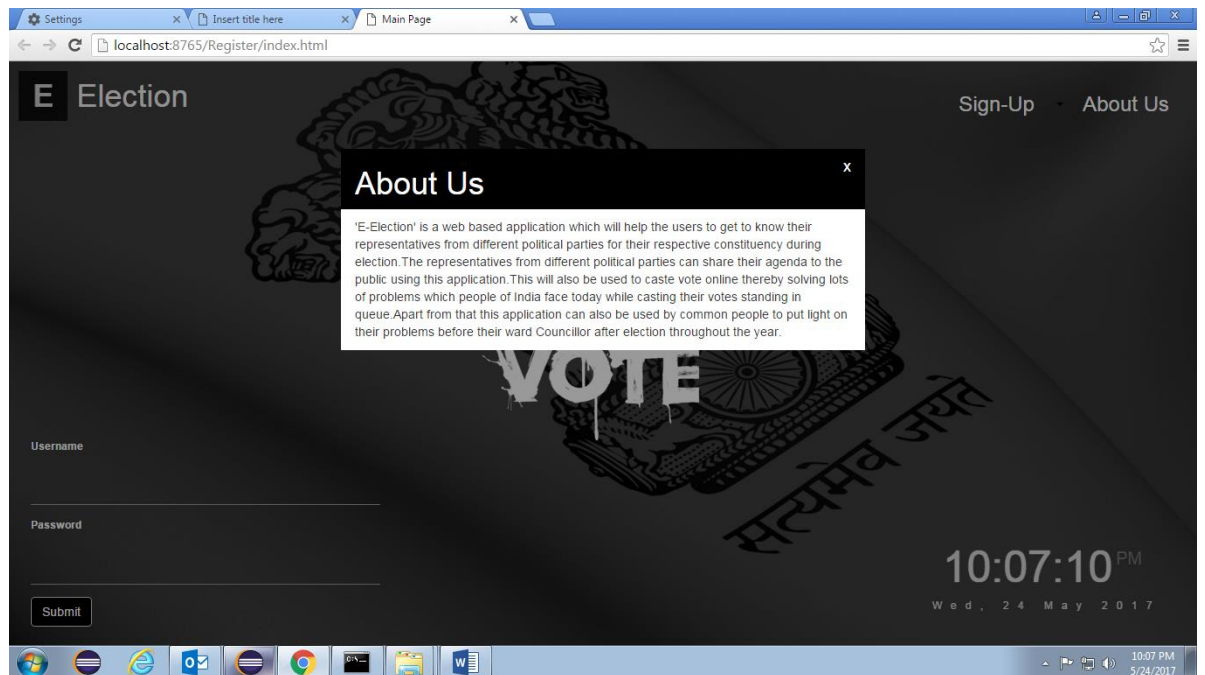 Settings
Insert title here
Main Page
localhost:8765/Register/index.html
E Election
Sign-Up
About Us
About Us
x
'E-Election' is a web based application which will help the users to get to know their
representatives from different political parties for their respective constituency during
election.The representatives from different political parties can share their agenda to the
public using this application.This will also be used to caste vote online thereby solving lots
of problems which people of India face today while casting their votes standing in
queue.Apart from that this application can also be used by common people to put light on
their problems before their ward Councillor after election throughout the year.
VOTE
सत्यमेव जयते
Username
Password
Submit
10:07:10 PM
Wed, 24 May 2017
10:07 PM
5/24/2017